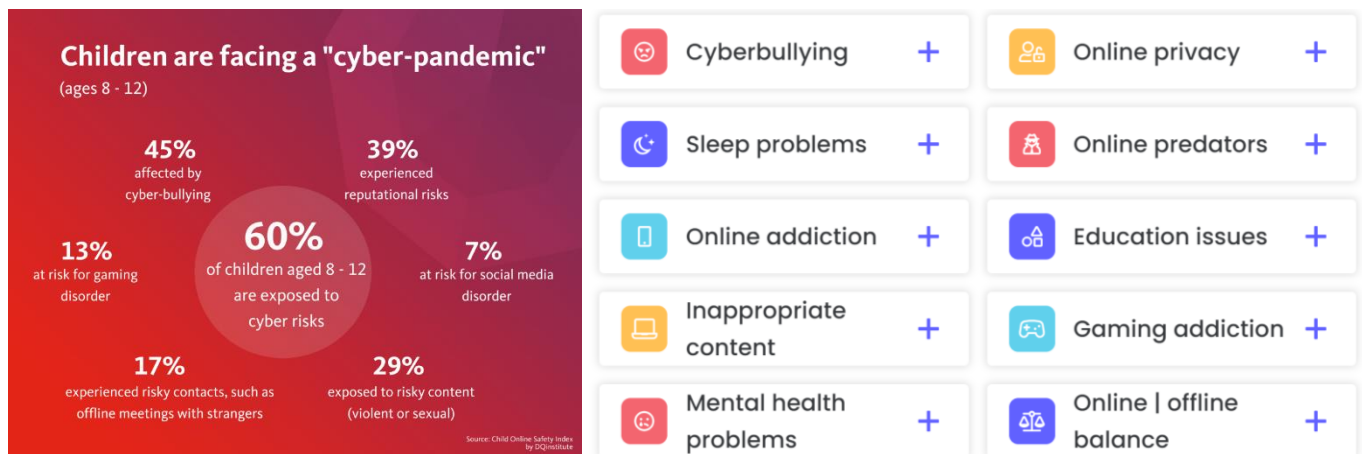 Children are facing a "cyber-pandemic"
(ages 8 - 12)
45%
affected by
cyber-bullying
39%
experienced
reputational risks
13%
at risk for gaming
disorder
60%
of children aged 8 - 12
are exposed to
cyber risks
7%
at risk for social media
disorder
17%
experienced risky contacts, such as
offline meetings with strangers
29%
exposed to risky content
(violent or sexual)
Source: Child Online Safety Index
by DQinstitute
Cyberbullying +
Online privacy +
Sleep problems +
Online predators +
Online addiction +
Education issues +
Inappropriate
content +
Gaming addiction +
Mental health
problems +
Online | offline
balance +